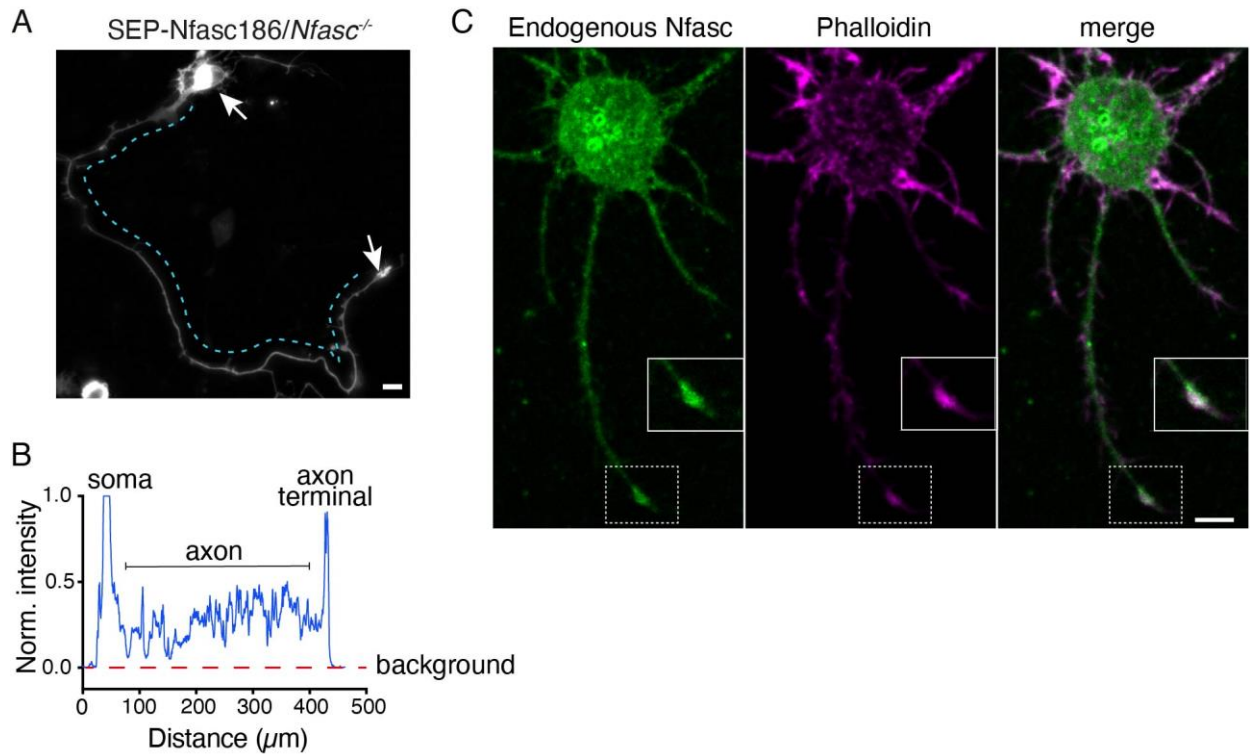 A
SEP-Nfasc186/Nfasc-/-
B
soma
axon
terminal
axon
1.0
0.5
0.0
Norm. intensity
background
0 100 200 300 400 500
Distance (μm)
C
Endogenous Nfasc Phalloidin merge